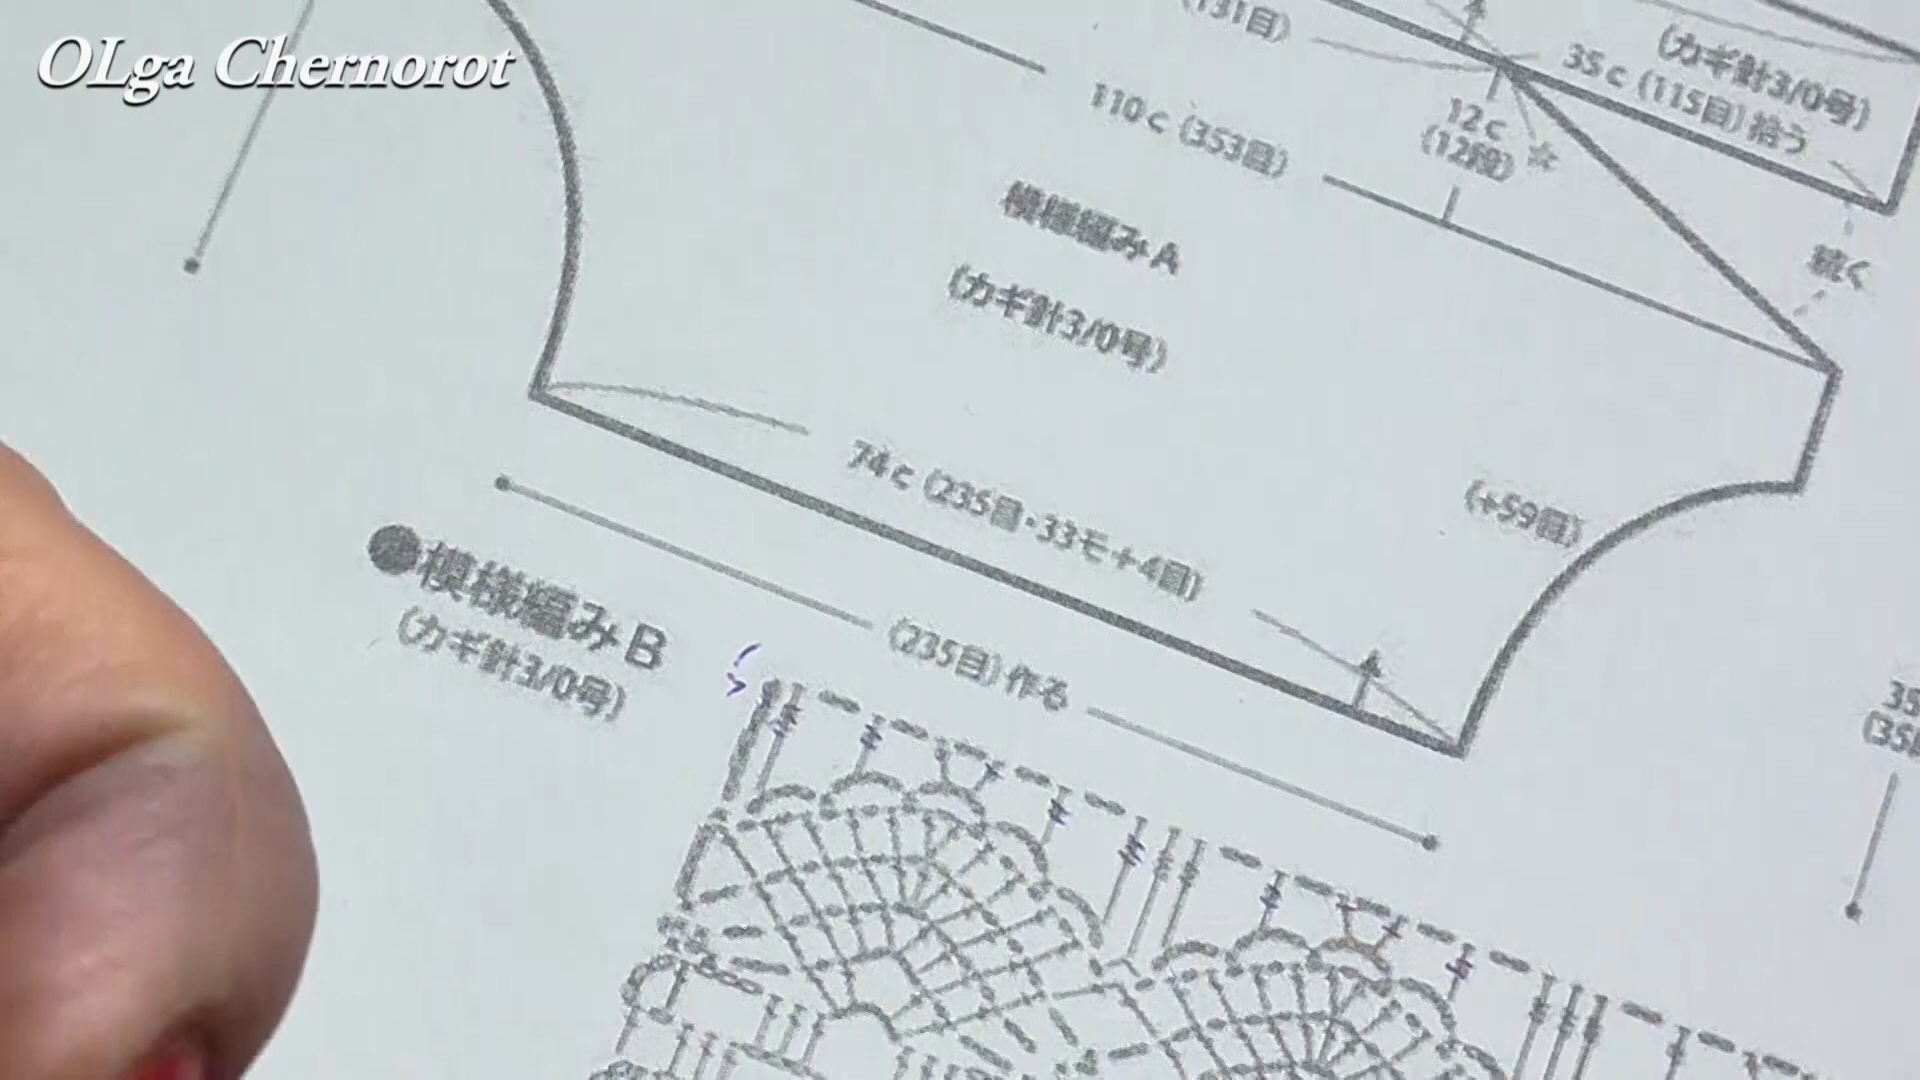 OLga Chernorot
(131目)
(カギ針3/0号)
35c (115目) 拾う
110c (353目)
12c
(12段)
☆
模様編みA
(カギ針3/0号)
続く
74c (235目・33モ+4目)
(+59目)
(235目) 作る
●模様編みB
(カギ針3/0号)
35
(35